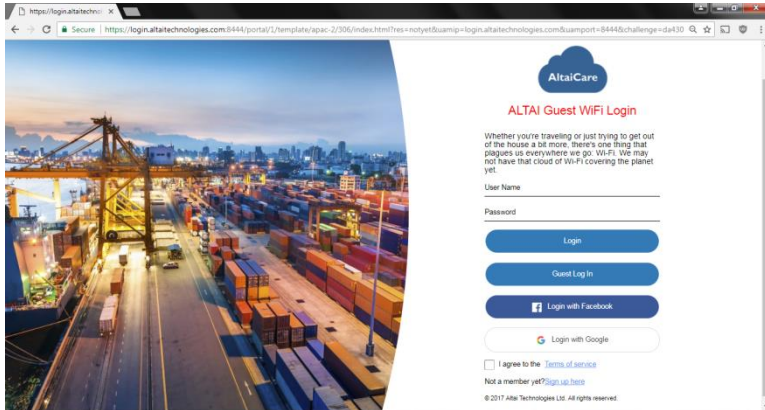 https://login.altaitechnol
Secure | https://login.altaitechnologies.com:8444/portal/1/template/apac-2/306/index.html?res=notyet&uamip=login.altaitechnologies.com&uamport=8444&challenge=da430
AltaiCare
ALTAI Guest WiFi Login
Whether you're traveling or just trying to get out
of the house a bit more, there's one thing that
plagues us everywhere we go: Wi-Fi. We may
not have that cloud of Wi-Fi covering the planet
yet.
User Name
Password
Login
Guest Log In
Login with Facebook
Login with Google
I agree to the Terms of service
Not a member yet?Sign up here
© 2017 Altai Technologies Ltd. All rights reserved.